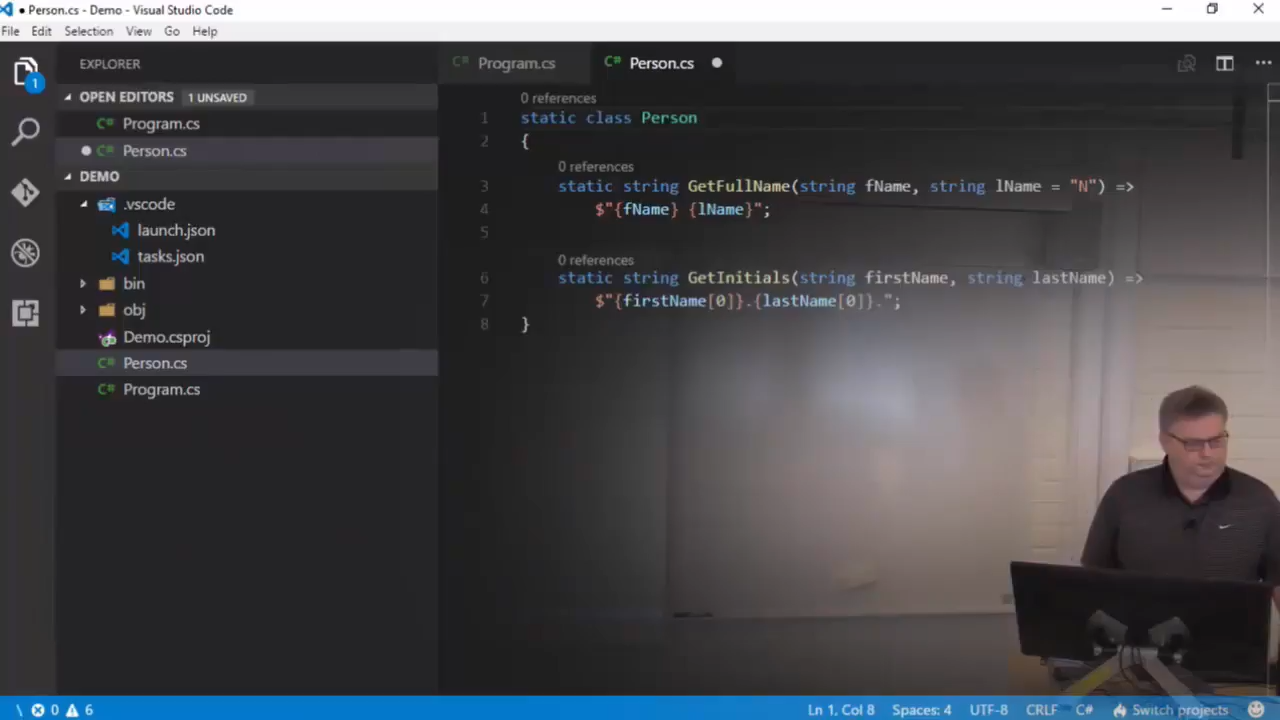 ● Person.cs - Demo - Visual Studio Code
File Edit Selection View Go Help
1
EXPLORER
OPEN EDITORS 1 UNSAVED
C# Program.cs
● C# Person.cs
DEMO
.vscode
launch.json
tasks.json
bin
obj
Demo.csproj
C# Person.cs
C# Program.cs
C# Program.cs C# Person.cs ●
0 references
1 static class Person
2 {
0 references
3 static string GetFullName(string fName, string lName = "N") =>
4 $"{fName} {lName}";
5
0 references
6 static string GetInitials(string firstName, string lastName) =>
7 $"{firstName[0]}.{lastName[0]}.";
8 }
\ 0 6 Ln 1, Col 8 Spaces: 4 UTF-8 CRLF C# Switch projects